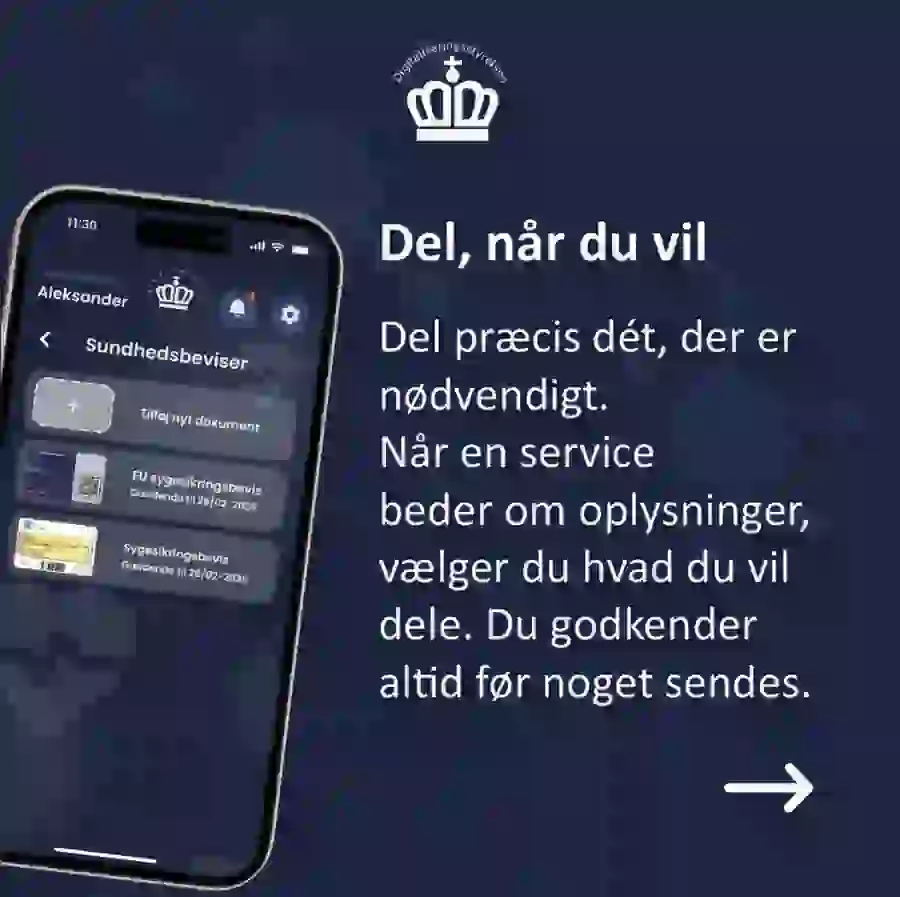 Digitaliseringsstyrelsen
Del, når du vil
Del præcis dét, der er
nødvendigt.
Når en service
beder om oplysninger,
vælger du hvad du vil
dele. Du godkender
altid før noget sendes.
11:30
Aleksander
Sundhedsbeviser
Tilføj nyt dokument
EU sygesikringsbevis
Gældende til 26/02-
Sygesikringsbevis
Gældende til 26/02-